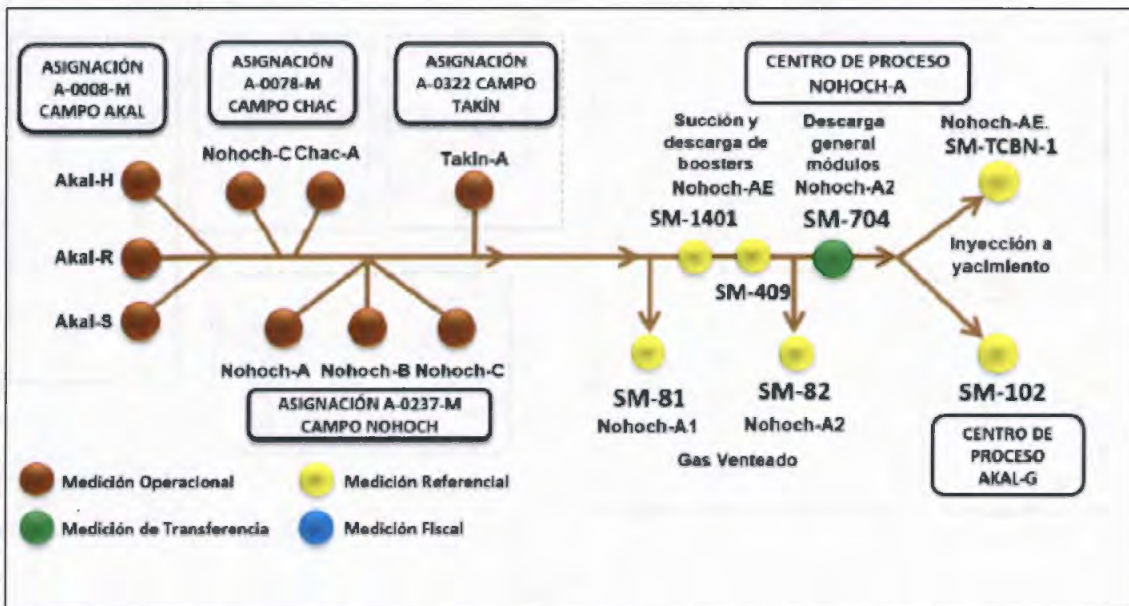 ASIGNACIÓN
A-0008-M
CAMPO AKAL
ASIGNACIÓN
A-0078-M
CAMPO CHAC
ASIGNACIÓN
A-0322 CAMPO
TAKÍN
CENTRO DE PROCESO
NOHOCH-A
Akal-H
Akal-R
Akal-S
Nohoch-C Chac-A
Takín-A
Succión y
descarga de
boosters
Nohoch-AE
SM-1401
Descarga
general
módulos
Nohoch-A2
SM-704
Nohoch-AE.
SM-TCBN-1
Inyección a
yacimiento
SM-409
Nohoch-A Nohoch-B Nohoch-C
ASIGNACIÓN A-0237-M
CAMPO NOHOCH
SM-81
Nohoch-A1
SM-82
Nohoch-A2
Gas Venteado
SM-102
CENTRO DE
PROCESO
AKAL-G
Medición Operacional
Medición Referencial
Medición de Transferencia
Medición Fiscal